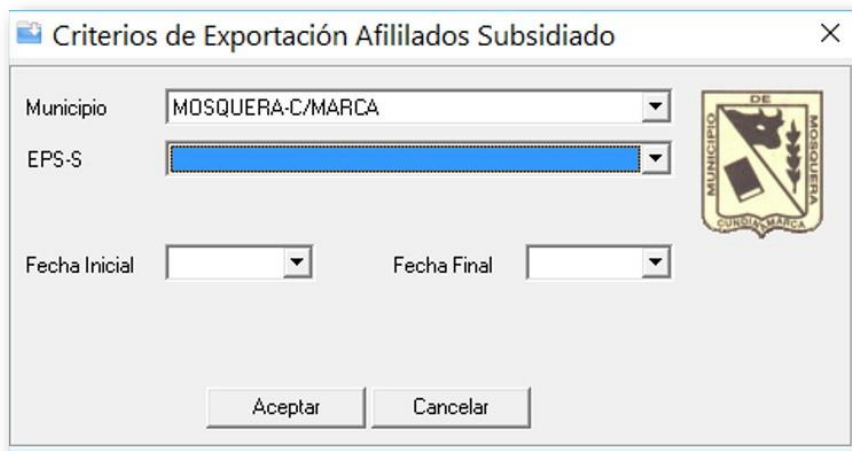 Criterios de Exportación Afililados Subsidiado
Municipio
MOSQUERA-C/MARCA
EPS-S
Fecha Inicial
Fecha Final
Aceptar
Cancelar
MUNICIPIO
DE
MOSQUERA
CUNDINAMARCA